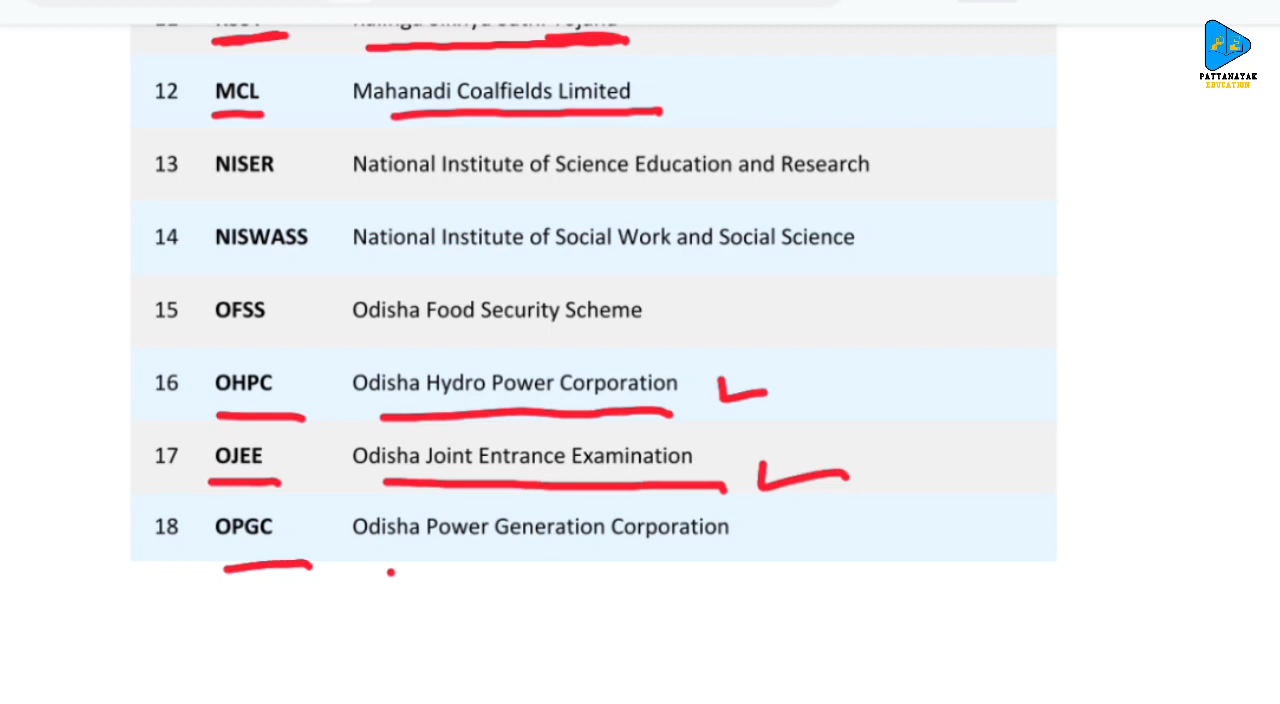 12 MCL Mahanadi Coalfields Limited
13 NISER National Institute of Science Education and Research
14 NISWASS National Institute of Social Work and Social Science
15 OFSS Odisha Food Security Scheme
16 OHPC Odisha Hydro Power Corporation
17 OJEE Odisha Joint Entrance Examination
18 OPGC Odisha Power Generation Corporation
PATTANAYAK
EDUCATION